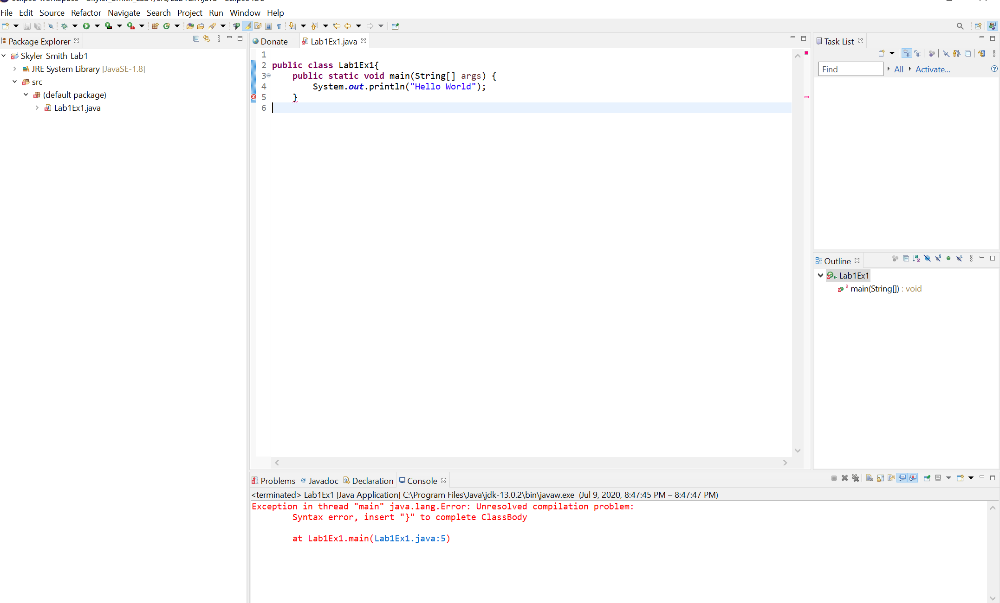 File Edit Source Refactor Navigate Search Project Run Window Help
Package Explorer
Skyler_Smith_Lab1
JRE System Library [JavaSE-1.8]
src
(default package)
Lab1Ex1.java
Donate Lab1Ex1.java
1
2 public class Lab1Ex1{
3 public static void main(String[] args) {
4 System.out.println("Hello World");
5 }
6
Task List
Find All Activate...
Outline
Lab1Ex1
main(String[]) : void
Problems Javadoc Declaration Console
<terminated> Lab1Ex1 [Java Application] C:\Program Files\Java\jdk-13.0.2\bin\javaw.exe (Jul 9, 2020, 8:47:45 PM – 8:47:47 PM)
Exception in thread "main" java.lang.Error: Unresolved compilation problem:
Syntax error, insert "}" to complete ClassBody
at Lab1Ex1.main(Lab1Ex1.java:5)